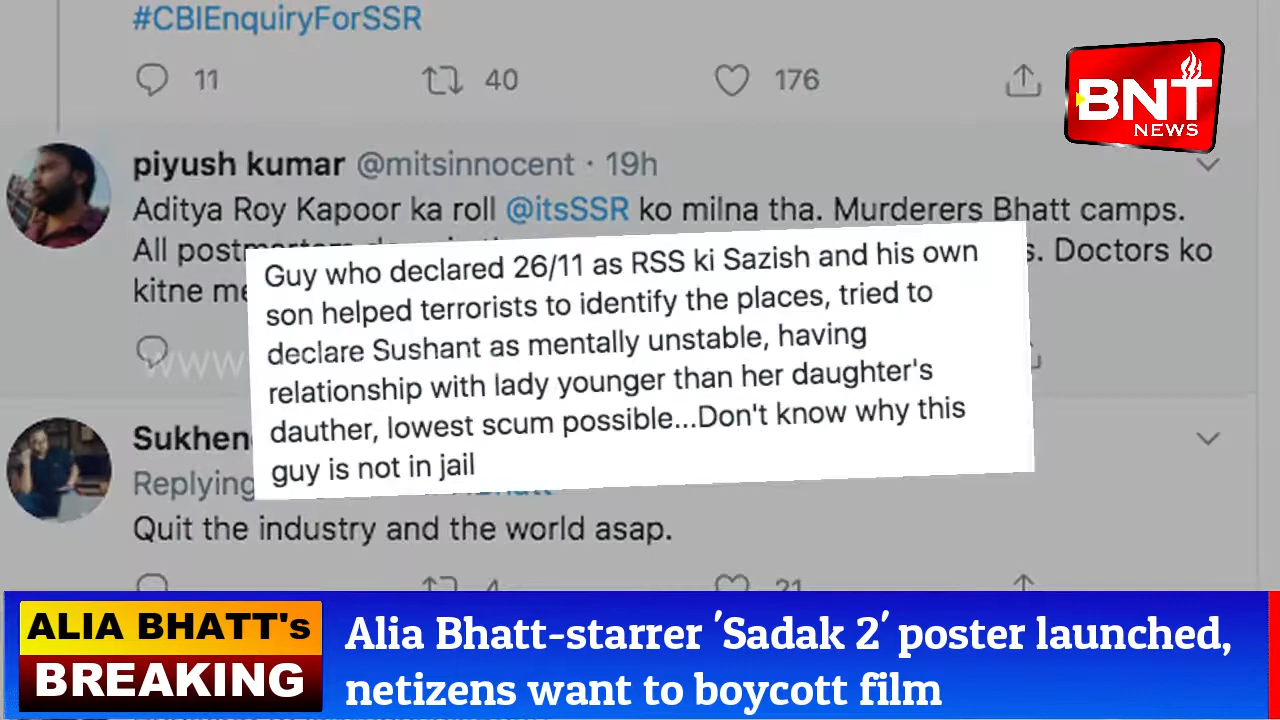 #CBIEnquiryForSSR
11 40 176
BNT
NEWS
piyush kumar @mitsinnocent · 19h
Aditya Roy Kapoor ka roll @itsSSR ko milna tha. Murderers Bhatt camps.
All s. Doctors ko
kitne
Guy who declared 26/11 as RSS ki Sazish and his own
son helped terrorists to identify the places, tried to
declare Sushant as mentally unstable, having
relationship with lady younger than her daughter's
dauther, lowest scum possible...Don't know why this
guy is not in jail
www
Sukhen
Replying
Quit the industry and the world asap.
4 21
ALIA BHATT's
BREAKING
Alia Bhatt-starrer 'Sadak 2' poster launched,
netizens want to boycott film